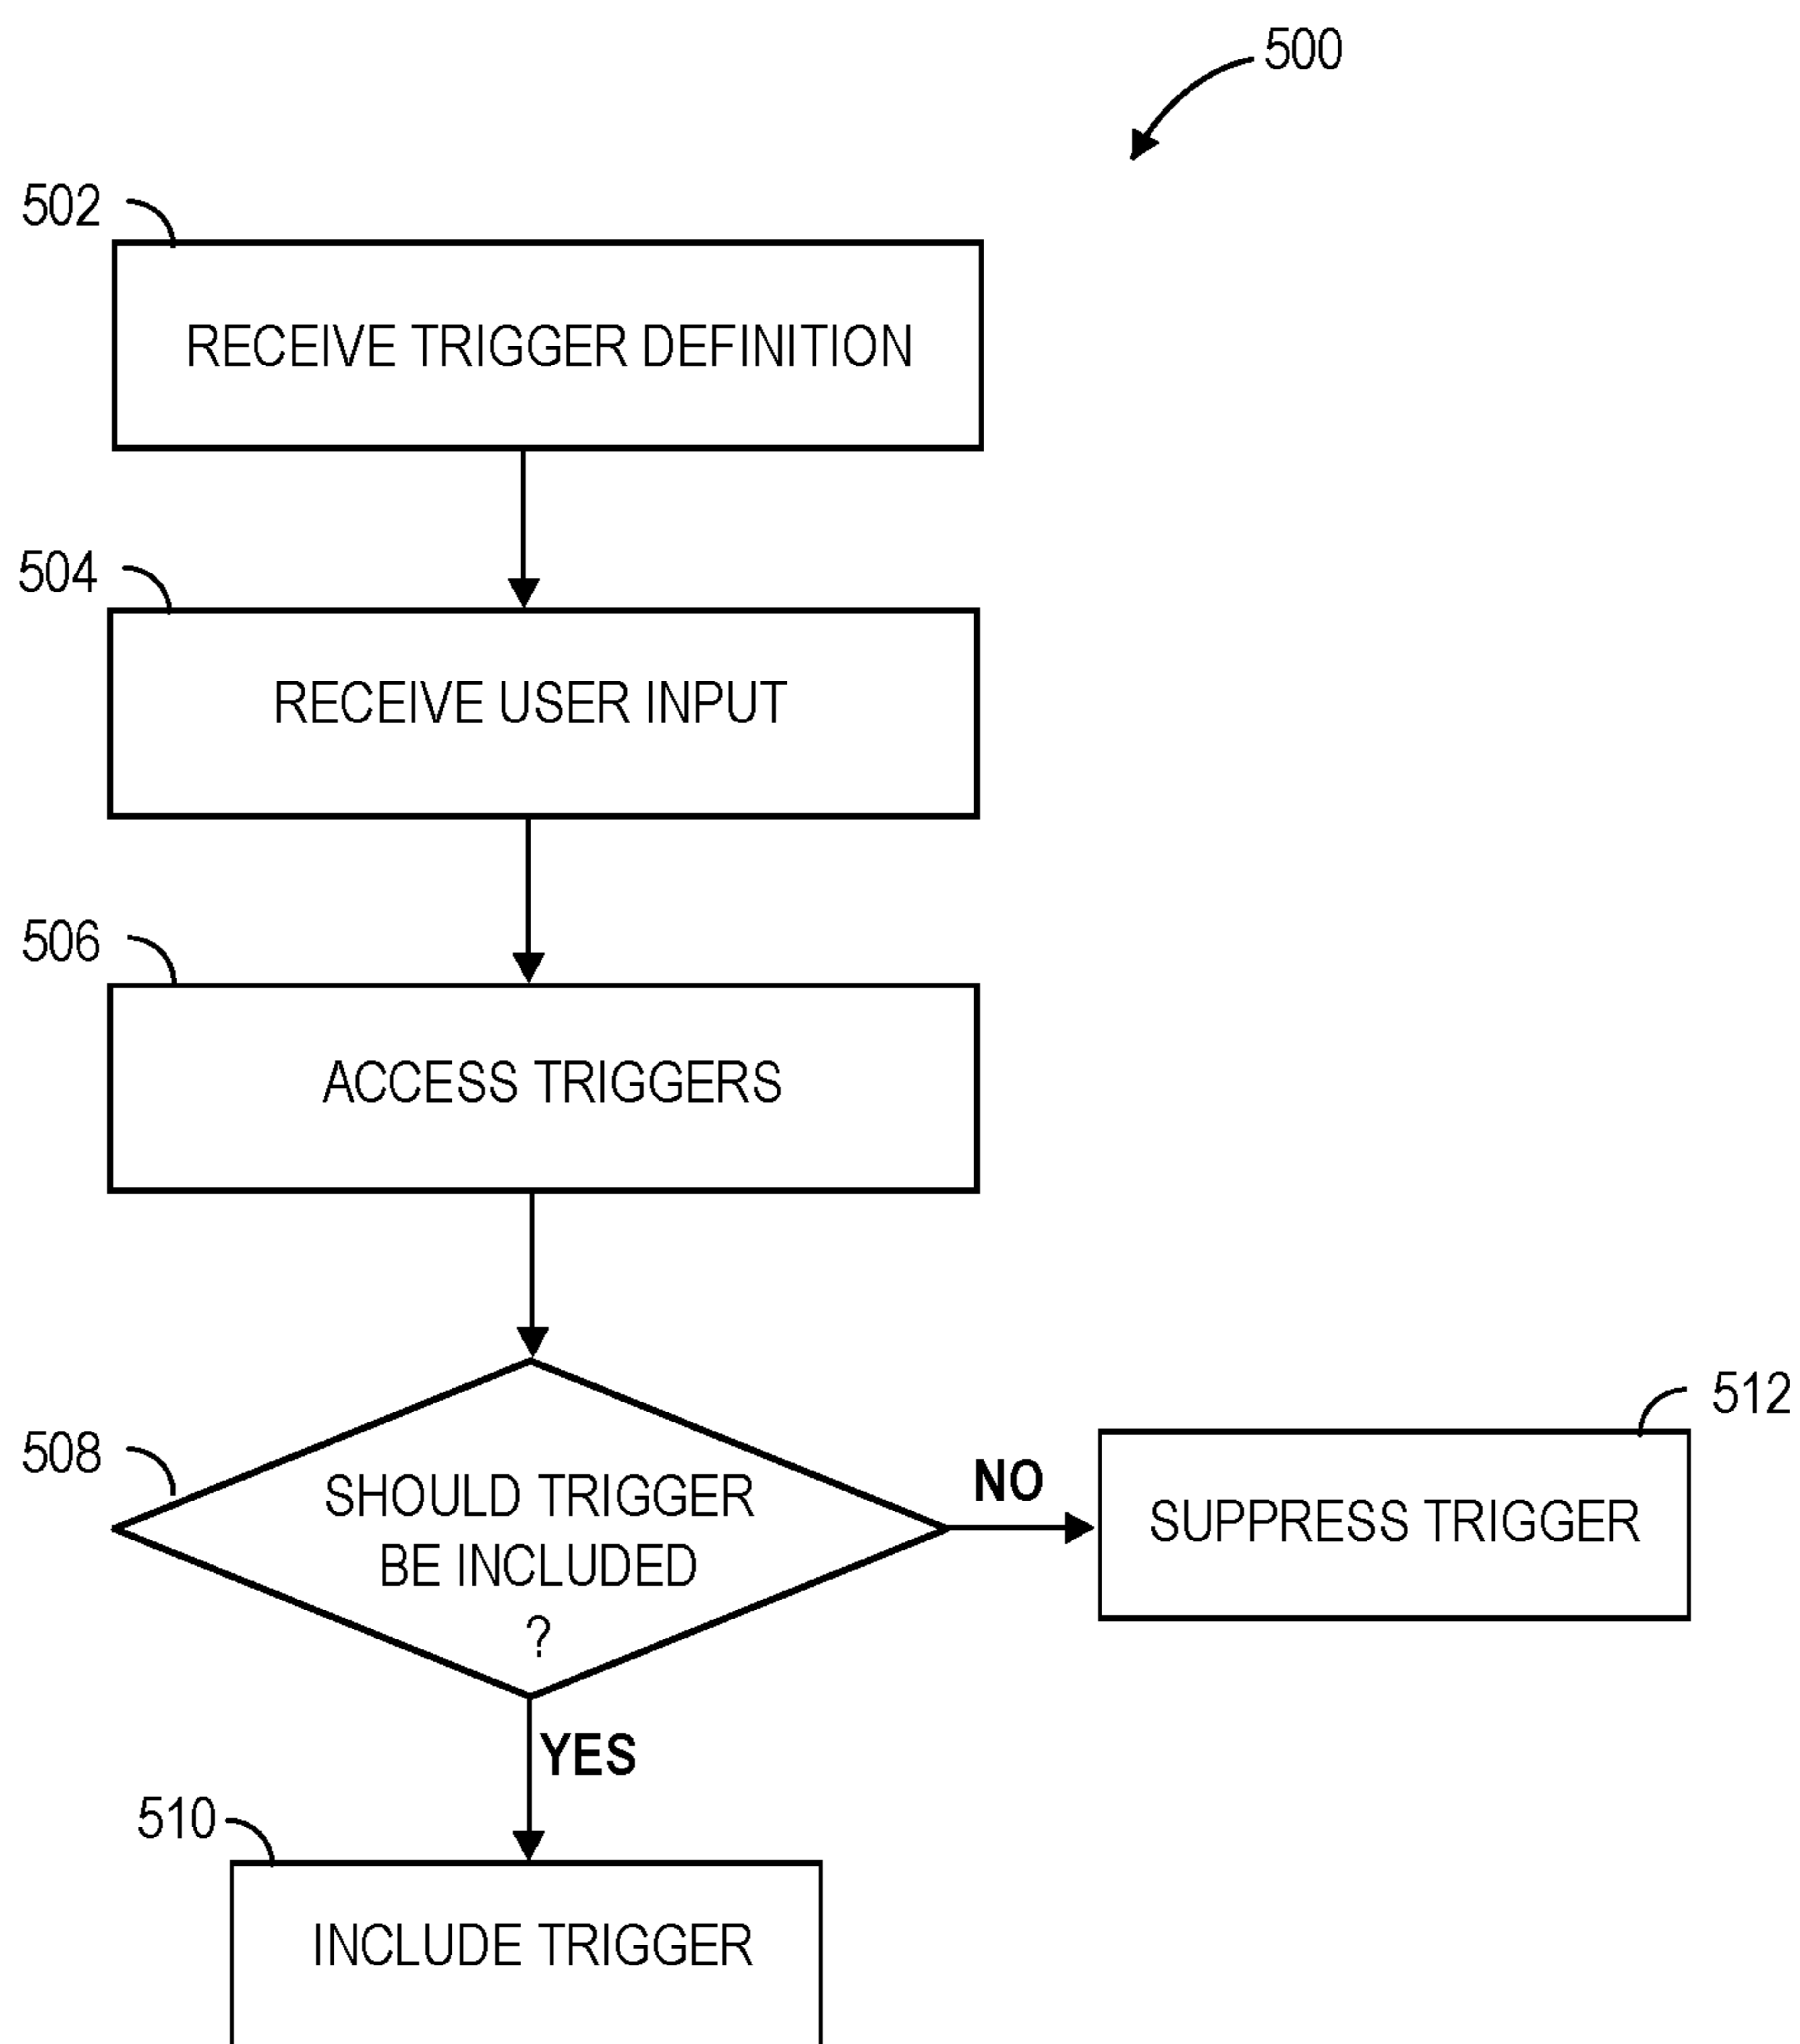 500
502
RECEIVE TRIGGER DEFINITION
504
RECEIVE USER INPUT
506
ACCESS TRIGGERS
508
SHOULD TRIGGER
BE INCLUDED
?
NO
512
SUPPRESS TRIGGER
YES
510
INCLUDE TRIGGER